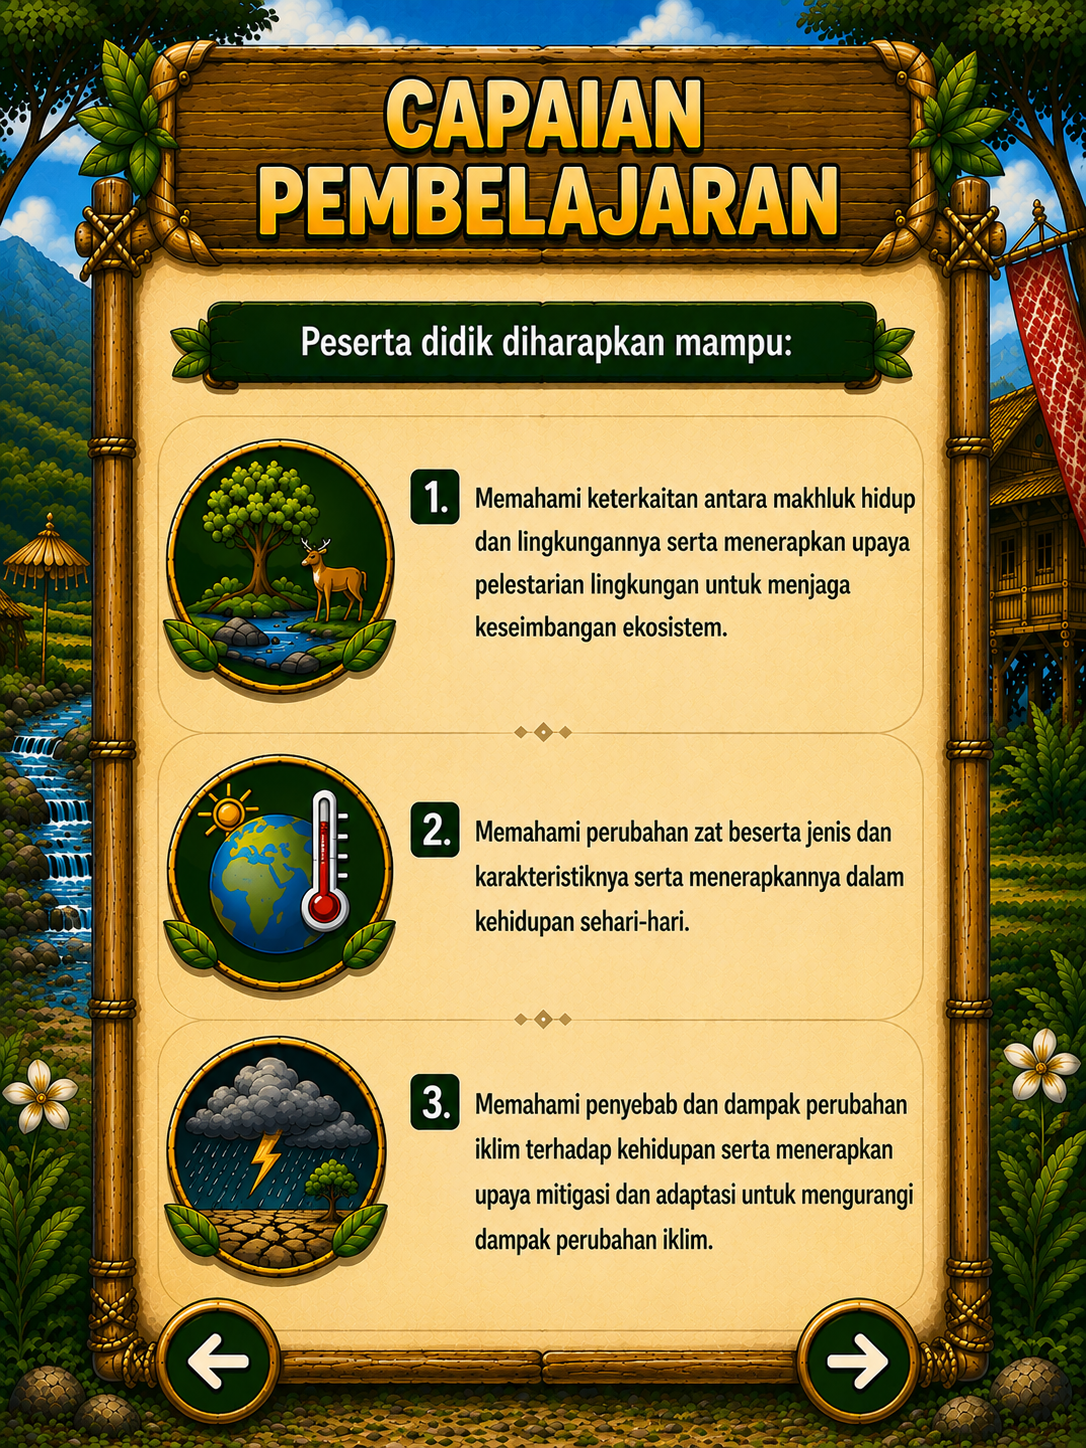 CAPAIAN
PEMBELAJARAN
Peserta didik diharapkan mampu:
1.
Memahami keterkaitan antara makhluk hidup
dan lingkungannya serta menerapkan upaya
pelestarian lingkungan untuk menjaga
keseimbangan ekosistem.
2.
Memahami perubahan zat beserta jenis dan
karakteristiknya serta menerapkannya dalam
kehidupan sehari-hari.
3.
Memahami penyebab dan dampak perubahan
iklim terhadap kehidupan serta menerapkan
upaya mitigasi dan adaptasi untuk mengurangi
dampak perubahan iklim.